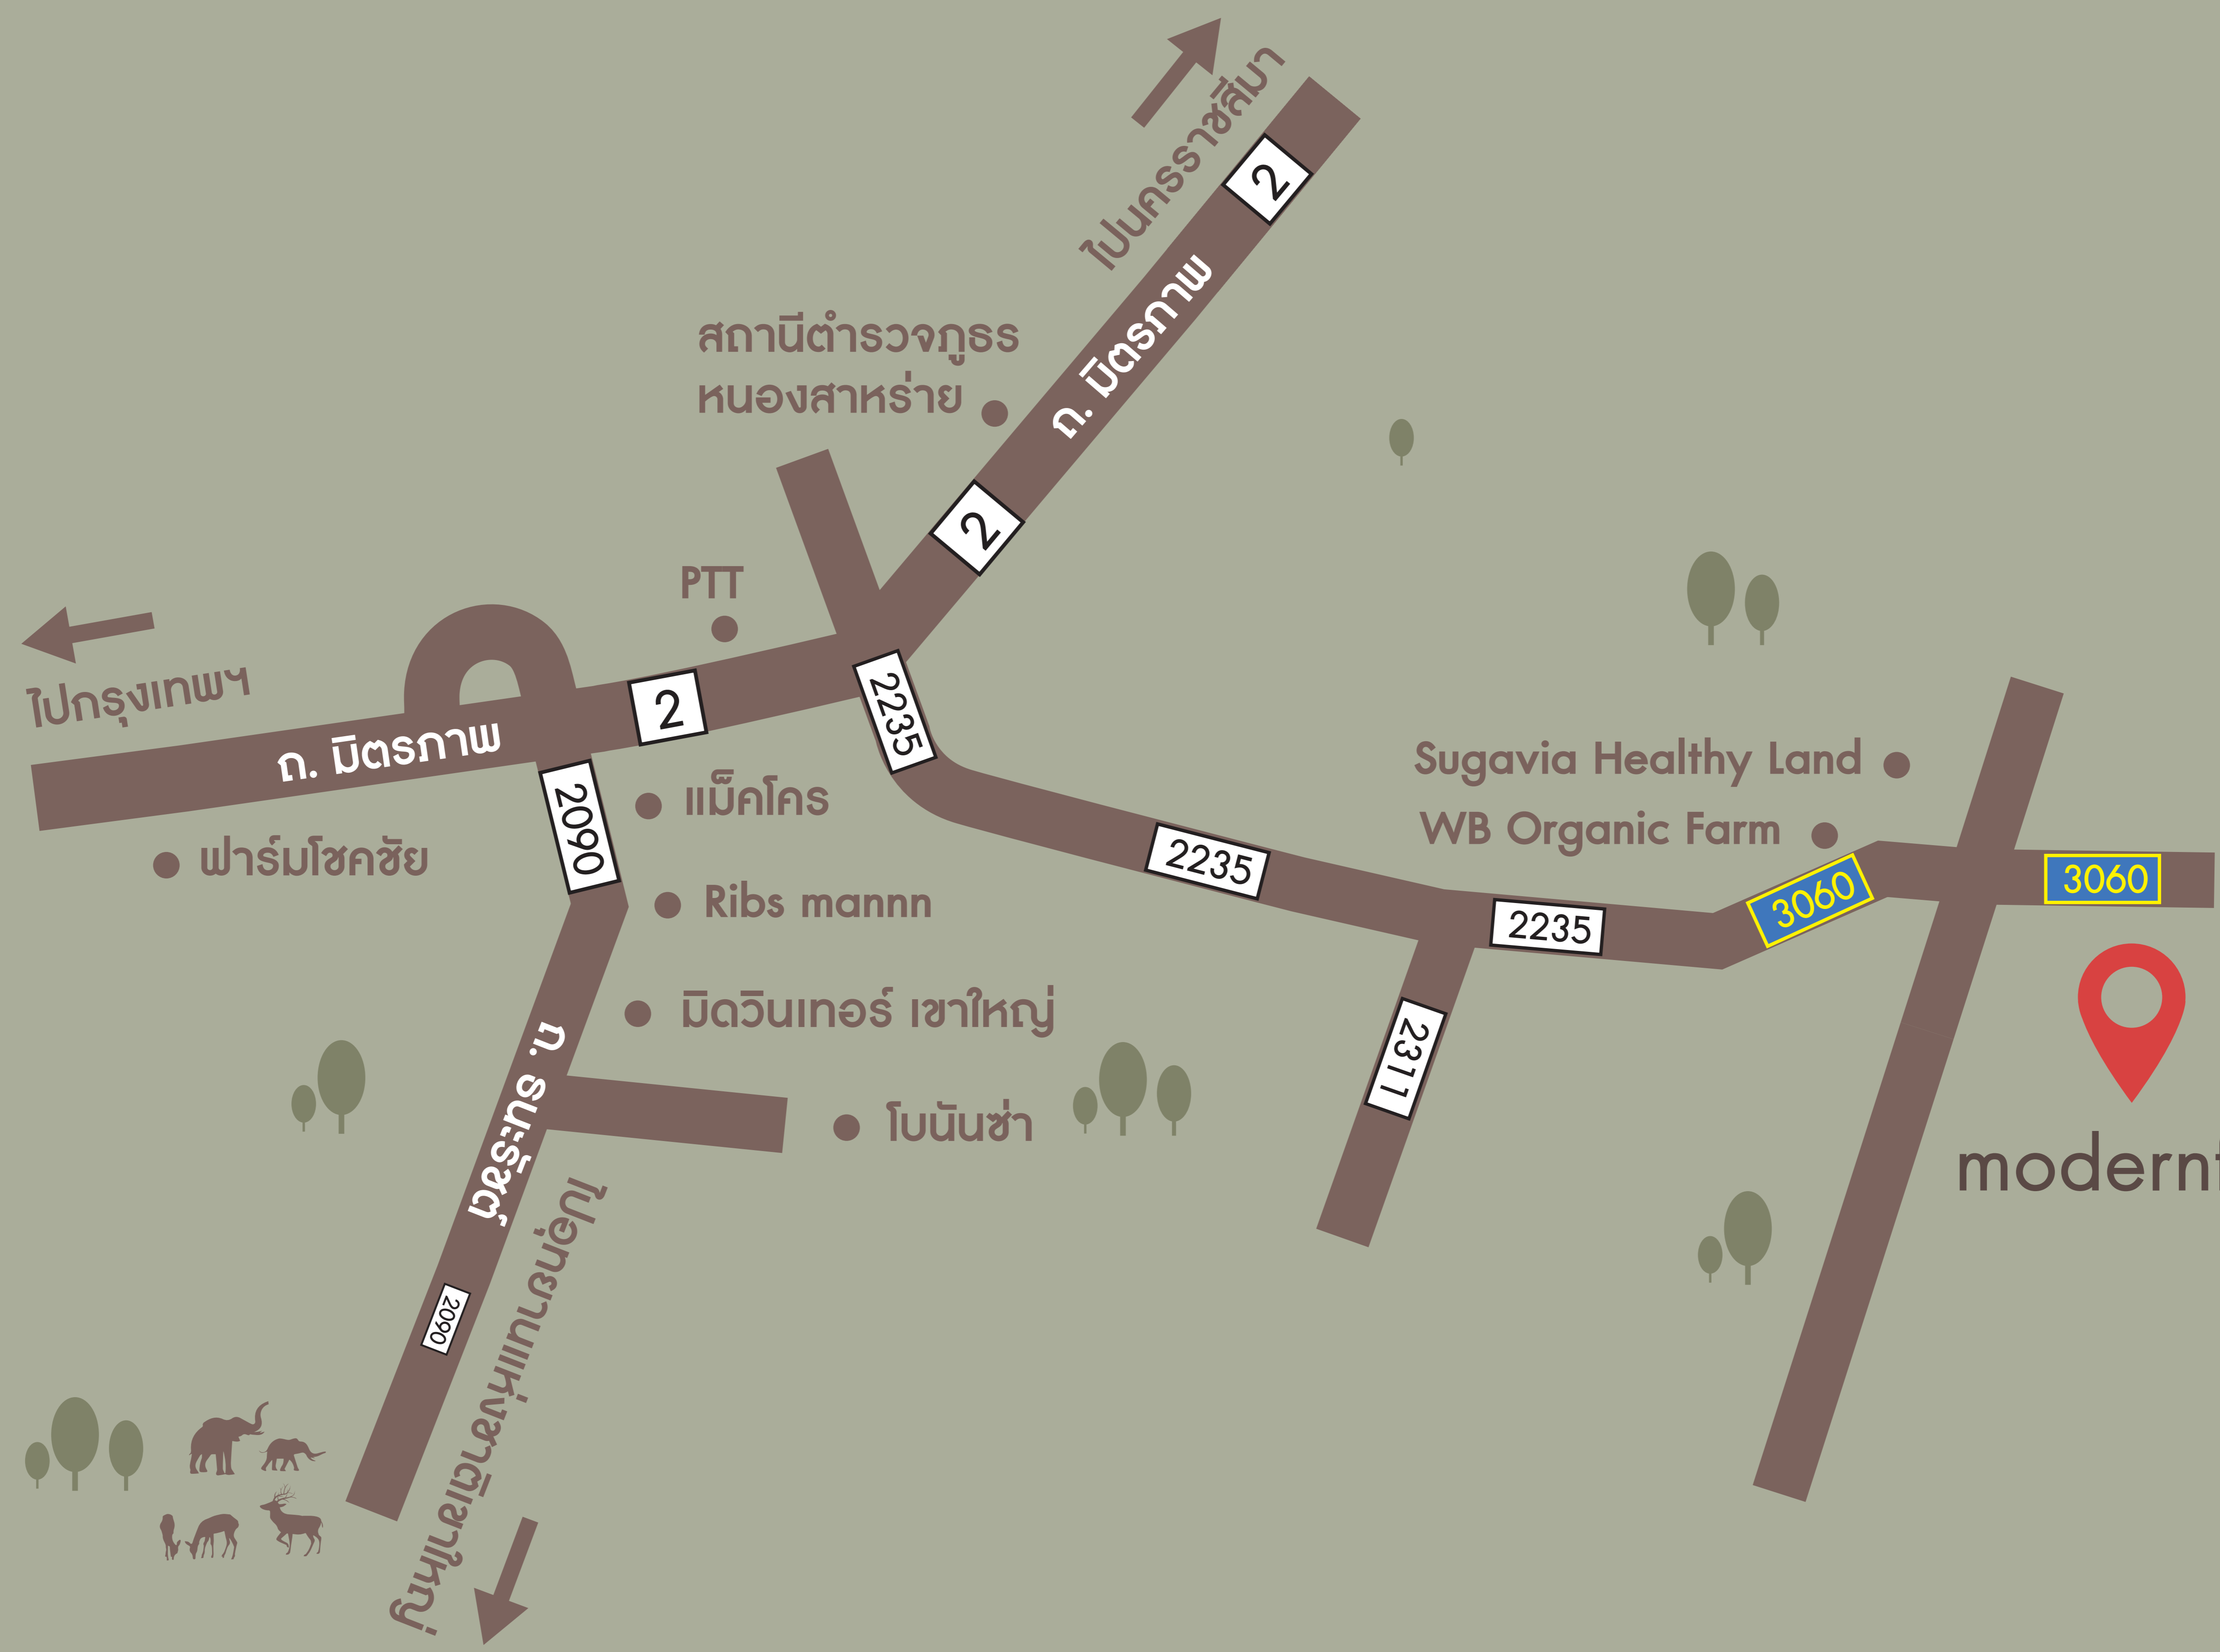 ไปนครราชสีมา
2
ถ. มิตรภาพ
สถานีตำรวจภูธร
หนองสาหร่าย
2
PTT
ไปกรุงเทพฯ
ถ. มิตรภาพ
2
2235
2090
แม็คโคร
ฟาร์มโชคชัย
Ribs mannn
2235
Sugavia Healthy Land
WB Organic Farm
2235
3060
3060
มิดวินเทอร์ เขาใหญ่
2311
โบนันซ่า
ถ. ธนะรัชต์
modernf
2090
ไปอุทยานแห่งชาติเขาใหญ่